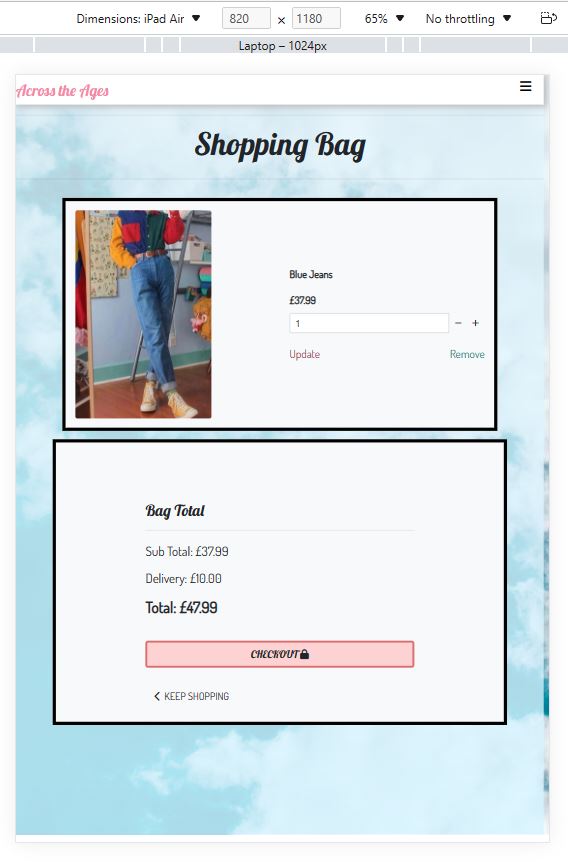 Dimensions: iPad Air ▼ 820 × 1180 65% ▼ No throttling ▼
Laptop – 1024px
Across the Ages
Shopping Bag
Blue Jeans
£37.99
1 − +
Update Remove
Bag Total
Sub Total: £37.99
Delivery: £10.00
Total: £47.99
CHECKOUT
KEEP SHOPPING